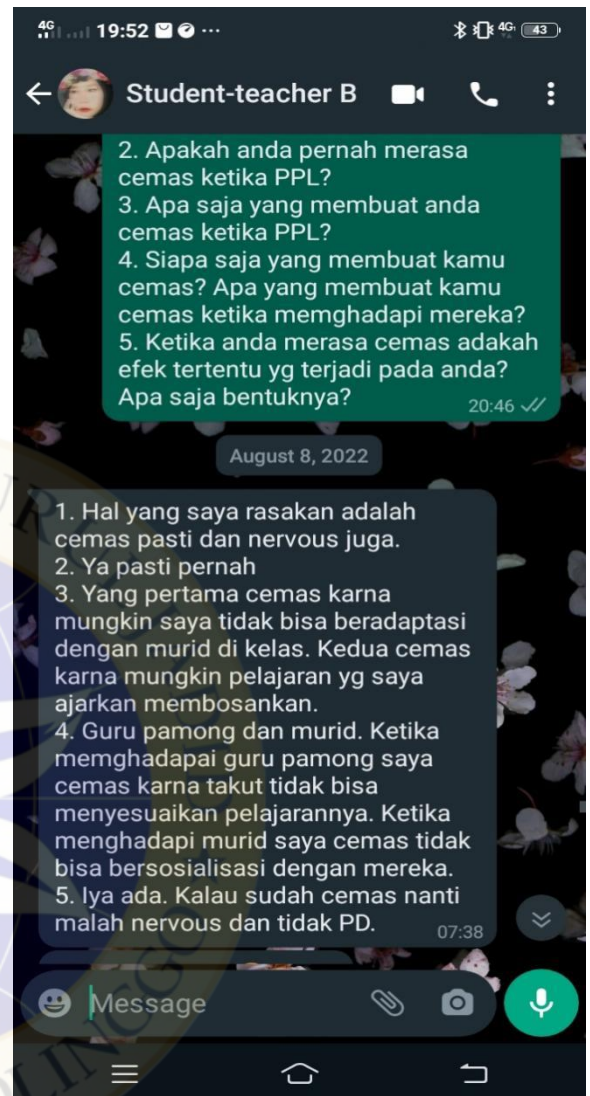 4G 19:52
4G 43
Student-teacher B
2. Apakah anda pernah merasa
cemas ketika PPL?
3. Apa saja yang membuat anda
cemas ketika PPL?
4. Siapa saja yang membuat kamu
cemas? Apa yang membuat kamu
cemas ketika memghadapi mereka?
5. Ketika anda merasa cemas adakah
efek tertentu yg terjadi pada anda?
Apa saja bentuknya?
20:46
August 8, 2022
1. Hal yang saya rasakan adalah
cemas pasti dan nervous juga.
2. Ya pasti pernah
3. Yang pertama cemas karna
mungkin saya tidak bisa beradaptasi
dengan murid di kelas. Kedua cemas
karna mungkin pelajaran yg saya
ajarkan membosankan.
4. Guru pamong dan murid. Ketika
memghadapai guru pamong saya
cemas karna takut tidak bisa
menyesuaikan pelajarannya. Ketika
menghadapi murid saya cemas tidak
bisa bersosialisasi dengan mereka.
5. Iya ada. Kalau sudah cemas nanti
malah nervous dan tidak PD.
07:38
Message